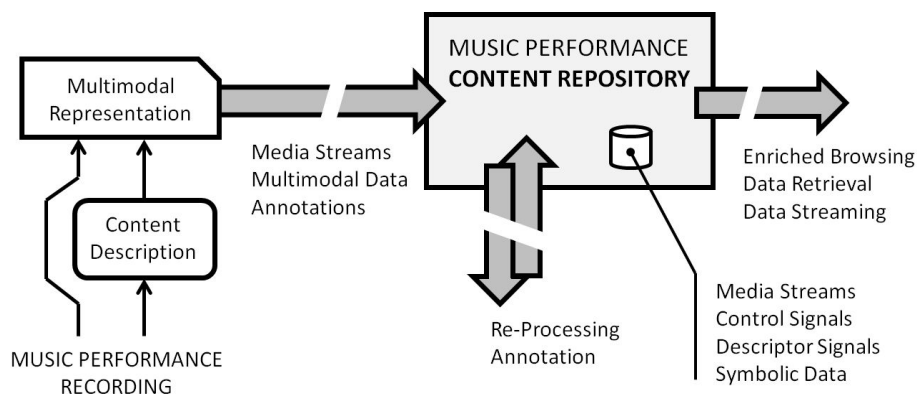 MUSIC PERFORMANCE
CONTENT REPOSITORY
Multimodal
Representation
Media Streams
Multimodal Data
Annotations
Enriched Browsing
Data Retrieval
Data Streaming
Content
Description
Re-Processing
Annotation
Media Streams
Control Signals
Descriptor Signals
Symbolic Data
MUSIC PERFORMANCE
RECORDING